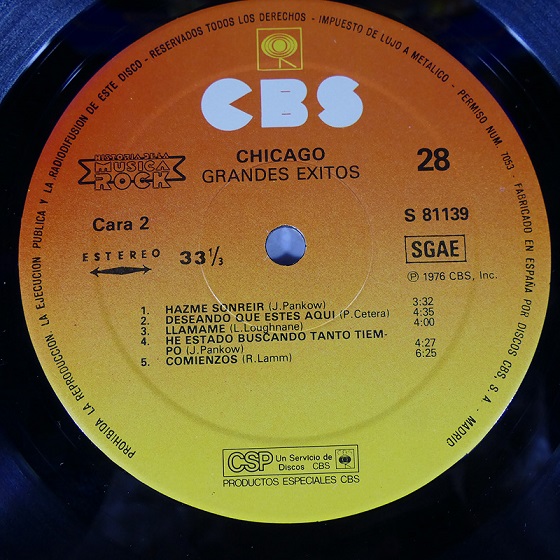 RESERVADOS TODOS LOS DERECHOS - IMPUESTO DE LUJO A METALICO - PERMISO NUM. 7053 - FABRICADO EN ESPAÑA POR DISCOS CBS, S. A. - MADRID
PROHIBIDA LA REPRODUCCION, LA EJECUCION PUBLICA Y LA RADIODIFUSION DE ESTE DISCO -
CBS
HISTORIA DE LA
MUSICA
ROCK
CHICAGO
GRANDES EXITOS
28
Cara 2
S 81139
ESTEREO
33 1/3
SGAE
℗ 1976 CBS, Inc.
1. HAZME SONREIR (J.Pankow) 3:32
2. DESEANDO QUE ESTES AQUI (P.Cetera) 4:35
3. LLAMAME (L.Loughnane) 4:00
4. HE ESTADO BUSCANDO TANTO TIEM-
PO (J.Pankow) 4:27
5. COMIENZOS (R.Lamm) 6:25
CSP Un Servicio de
Discos CBS
PRODUCTOS ESPECIALES CBS